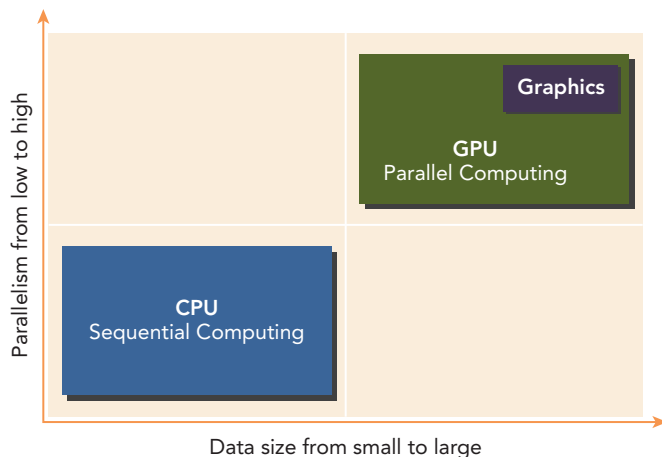 Parallelism from low to high
Graphics
GPU
Parallel Computing
CPU
Sequential Computing
Data size from small to large